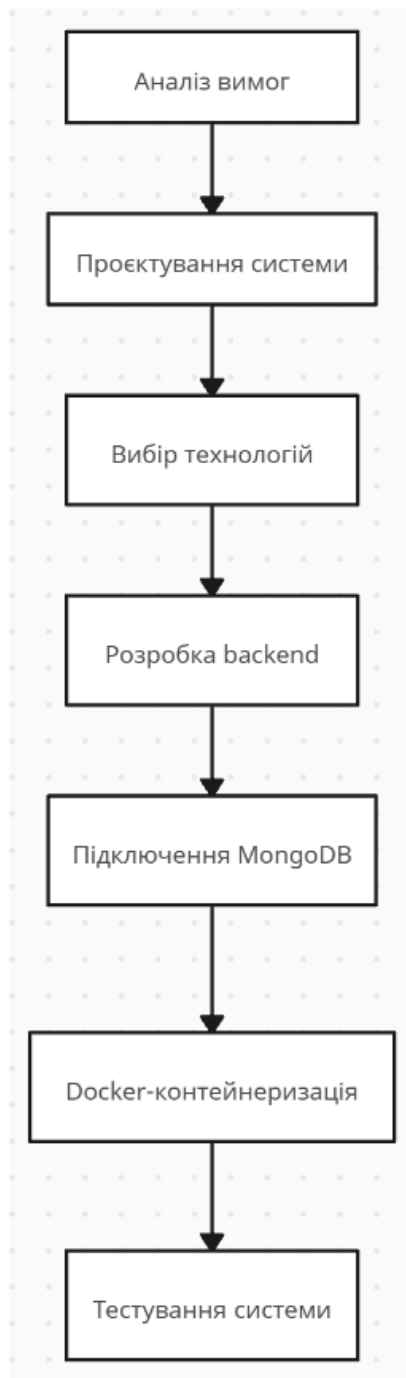 Аналіз вимог
Проєктування системи
Вибір технологій
Розробка backend
Підключення MongoDB
Docker-контейнеризація
Тестування системи